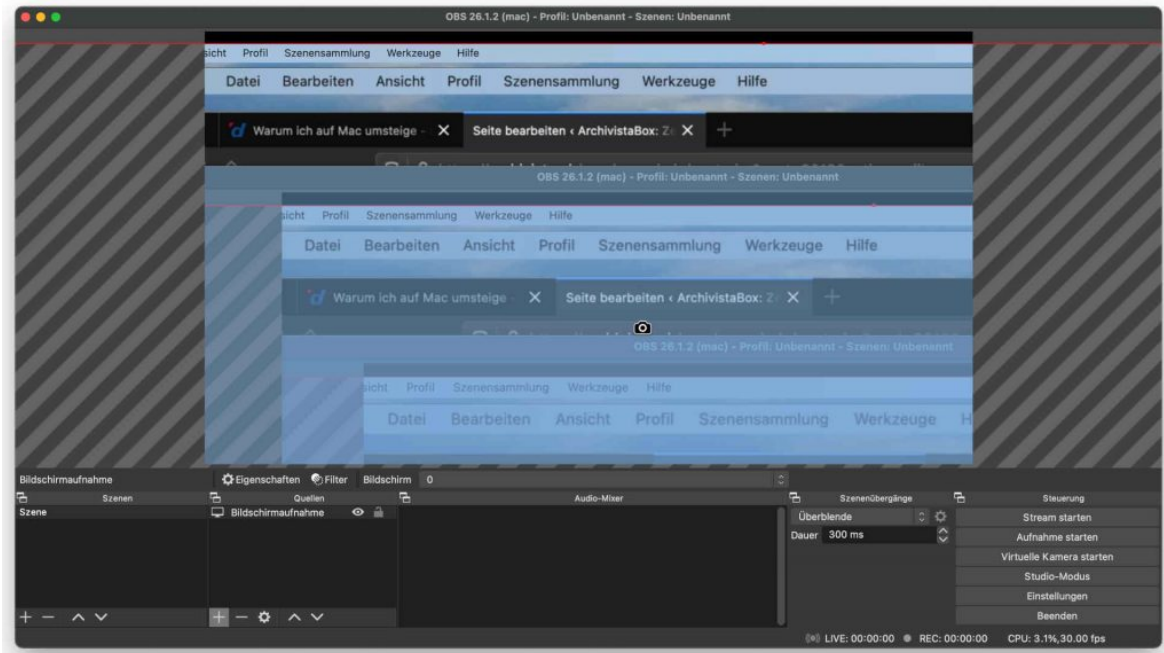 OBS 26.1.2 (mac) - Profil: Unbenannt - Szenen: Unbenannt
sicht Profil Szenensammlung Werkzeuge Hilfe
Datei Bearbeiten Ansicht Profil Szenensammlung Werkzeuge Hilfe
Warum ich auf Mac umsteige - X Seite bearbeiten ‹ ArchivistaBox: X +
OBS 26.1.2 (mac) - Profil: Unbenannt - Szenen: Unbenannt
sicht Profil Szenensammlung Werkzeuge Hilfe
Datei Bearbeiten Ansicht Profil Szenensammlung Werkzeuge Hilfe
Warum ich auf Mac umsteige - X Seite bearbeiten ‹ ArchivistaBox: X +
OBS 26.1.2 (mac) - Profil: Unbenannt - Szenen: Unbenannt
sicht Profil Szenensammlung Werkzeuge Hilfe
Datei Bearbeiten Ansicht Profil Szenensammlung Werkzeuge H
Bildschirmaufnahme Eigenschaften Filter Bildschirm 0
Szenen Quellen Audio-Mixer Szenenübergänge Steuerung
Szene Bildschirmaufnahme Überblende Stream starten
Dauer 300 ms Aufnahme starten
Virtuelle Kamera starten
Studio-Modus
Einstellungen
Beenden
LIVE: 00:00:00 REC: 00:00:00 CPU: 3.1%,30.00 fps